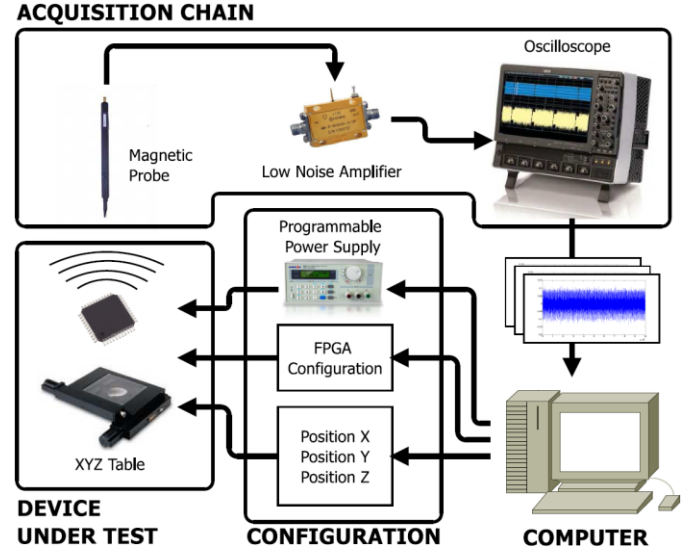 ACQUISITION CHAIN
Oscilloscope
Magnetic
Probe
Low Noise Amplifier
Programmable
Power Supply
FPGA
Configuration
Position X
Position Y
Position Z
XYZ Table
DEVICE
UNDER TEST
CONFIGURATION
COMPUTER